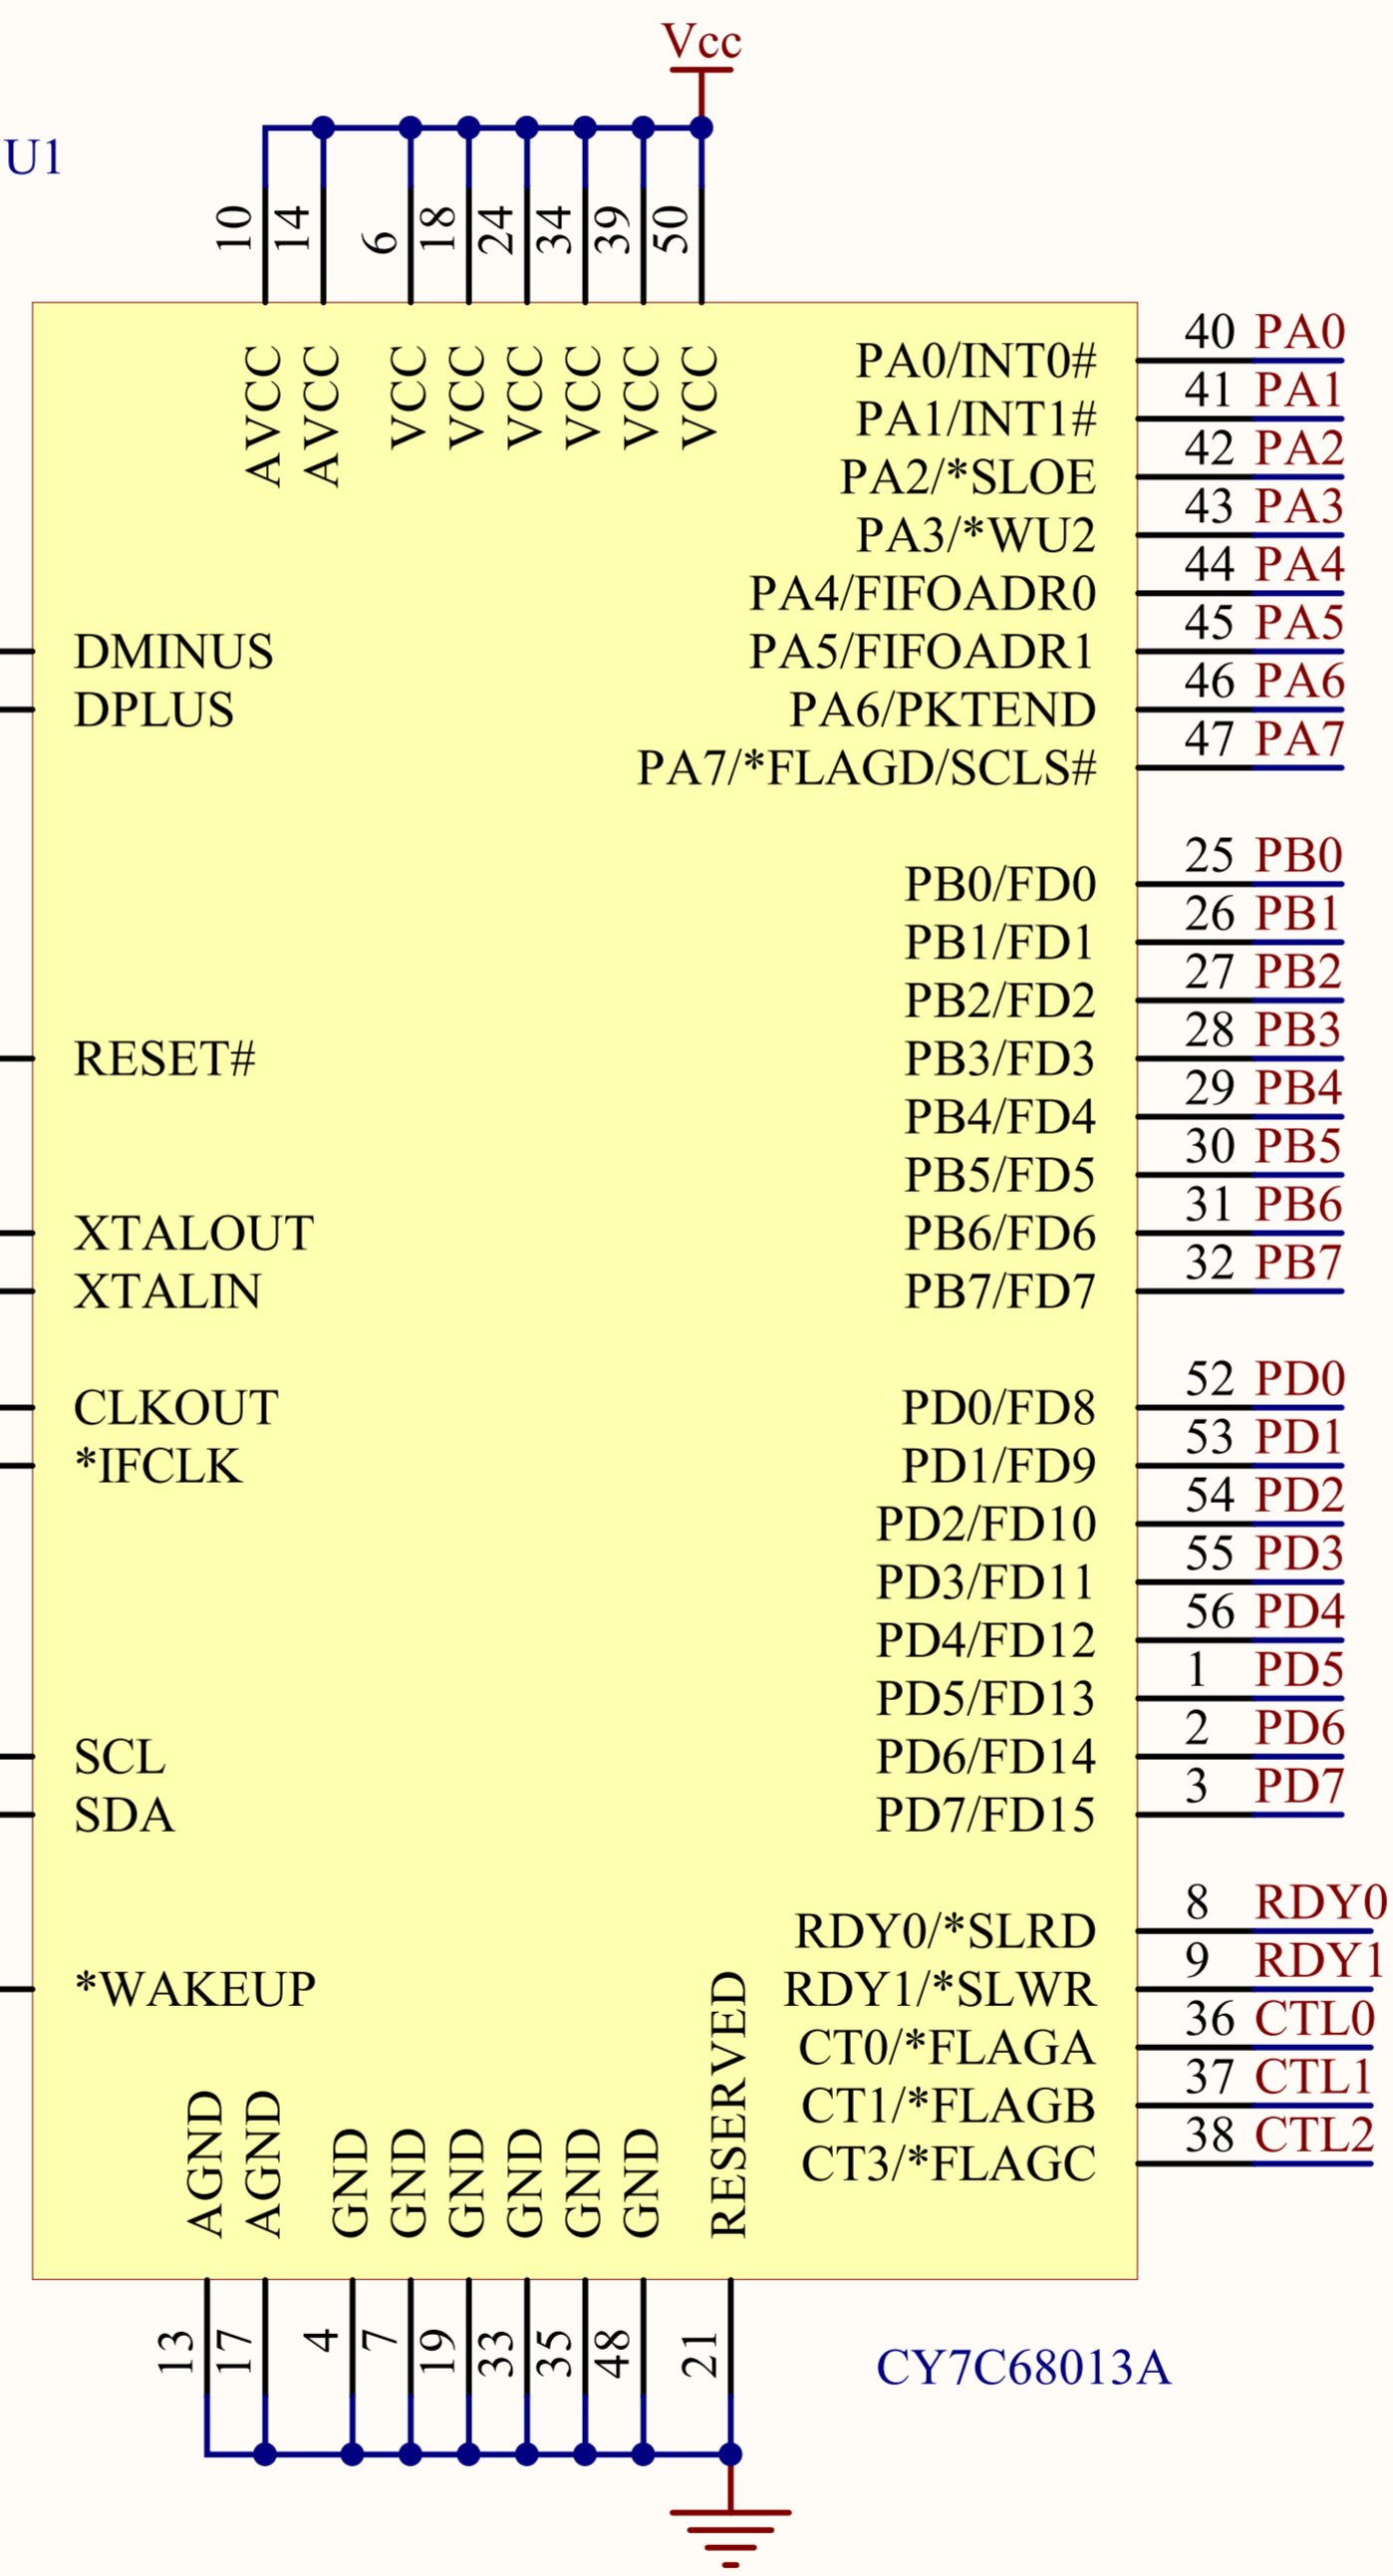 Vcc
U1
10 14 6 18 24 34 39 50
AVCC AVCC VCC VCC VCC VCC VCC VCC
PA0/INT0# 40 PA0
PA1/INT1# 41 PA1
PA2/*SLOE 42 PA2
PA3/*WU2 43 PA3
PA4/FIFOADR0 44 PA4
DMINUS PA5/FIFOADR1 45 PA5
DPLUS PA6/PKTEND 46 PA6
PA7/*FLAGD/SCLS# 47 PA7
PB0/FD0 25 PB0
PB1/FD1 26 PB1
PB2/FD2 27 PB2
RESET# PB3/FD3 28 PB3
PB4/FD4 29 PB4
PB5/FD5 30 PB5
XTALOUT PB6/FD6 31 PB6
XTALIN PB7/FD7 32 PB7
CLKOUT PD0/FD8 52 PD0
*IFCLK PD1/FD9 53 PD1
PD2/FD10 54 PD2
PD3/FD11 55 PD3
PD4/FD12 56 PD4
PD5/FD13 1 PD5
SCL PD6/FD14 2 PD6
SDA PD7/FD15 3 PD7
RDY0/*SLRD 8 RDY0
*WAKEUP RDY1/*SLWR 9 RDY1
CT0/*FLAGA 36 CTL0
CT1/*FLAGB 37 CTL1
CT3/*FLAGC 38 CTL2
AGND AGND GND GND GND GND GND GND RESERVED
13 17 4 7 19 33 35 48 21
CY7C68013A